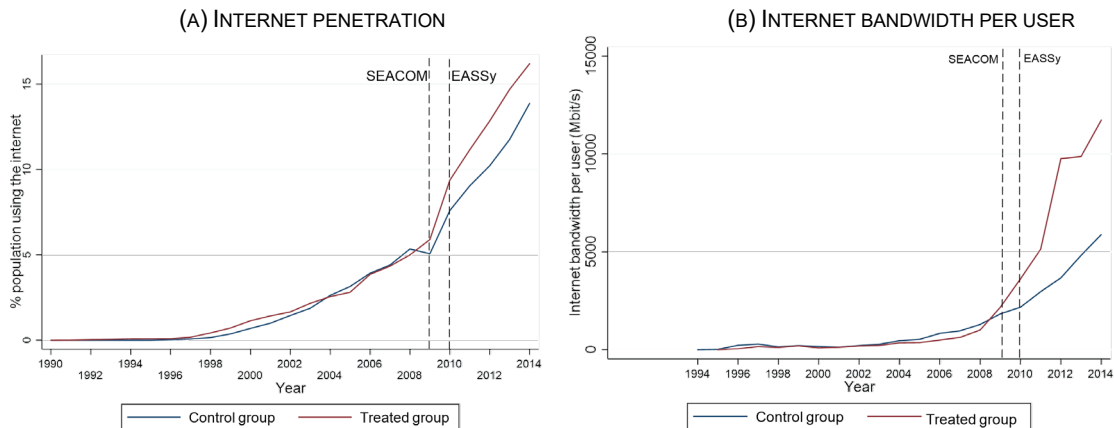 (A) INTERNET PENETRATION
SEACOM
EASSy
% population using the internet
15
10
5
0
1990
1992
1994
1996
1998
2000
2002
2004
2006
2008
2010
2012
2014
Year
Control group
Treated group
(B) INTERNET BANDWIDTH PER USER
SEACOM
EASSy
Internet bandwidth per user (Mbit/s)
15000
10000
5000
0
1994
1996
1998
2000
2002
2004
2006
2008
2010
2012
2014
Year
Control group
Treated group